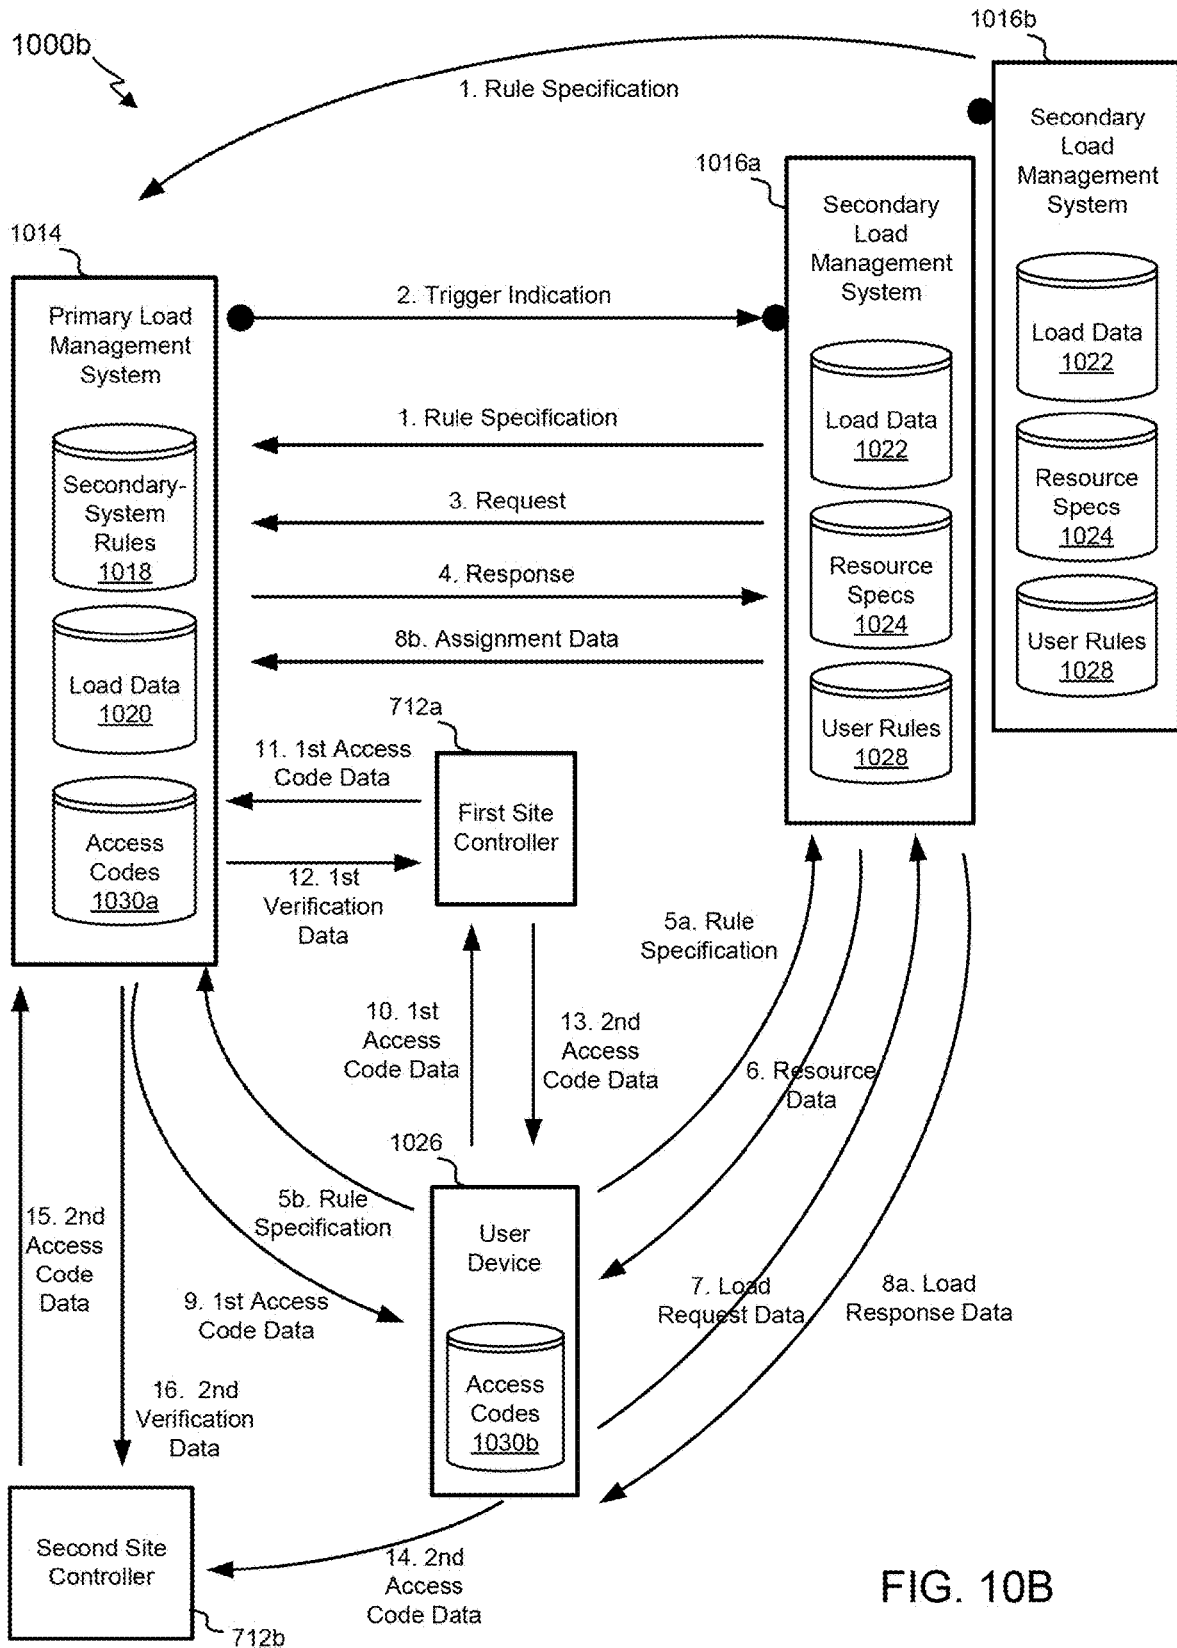 1000b
1016b
1. Rule Specification
Secondary
Load
Management
System
Load Data
1022
Resource
Specs
1024
User Rules
1028
1016a
Secondary
Load
Management
System
Load Data
1022
Resource
Specs
1024
User Rules
1028
1014
Primary Load
Management
System
Secondary-
System
Rules
1018
Load Data
1020
Access
Codes
1030a
2. Trigger Indication
1. Rule Specification
3. Request
4. Response
8b. Assignment Data
712a
First Site
Controller
11. 1st Access
Code Data
12. 1st
Verification
Data
10. 1st
Access
Code Data
13. 2nd
Access
Code Data
5a. Rule
Specification
6. Resource
Data
7. Load
Request Data
8a. Load
Response Data
1026
User
Device
Access
Codes
1030b
5b. Rule
Specification
9. 1st Access
Code Data
15. 2nd
Access
Code
Data
16. 2nd
Verification
Data
Second Site
Controller
712b
14. 2nd
Access
Code Data
FIG. 10B